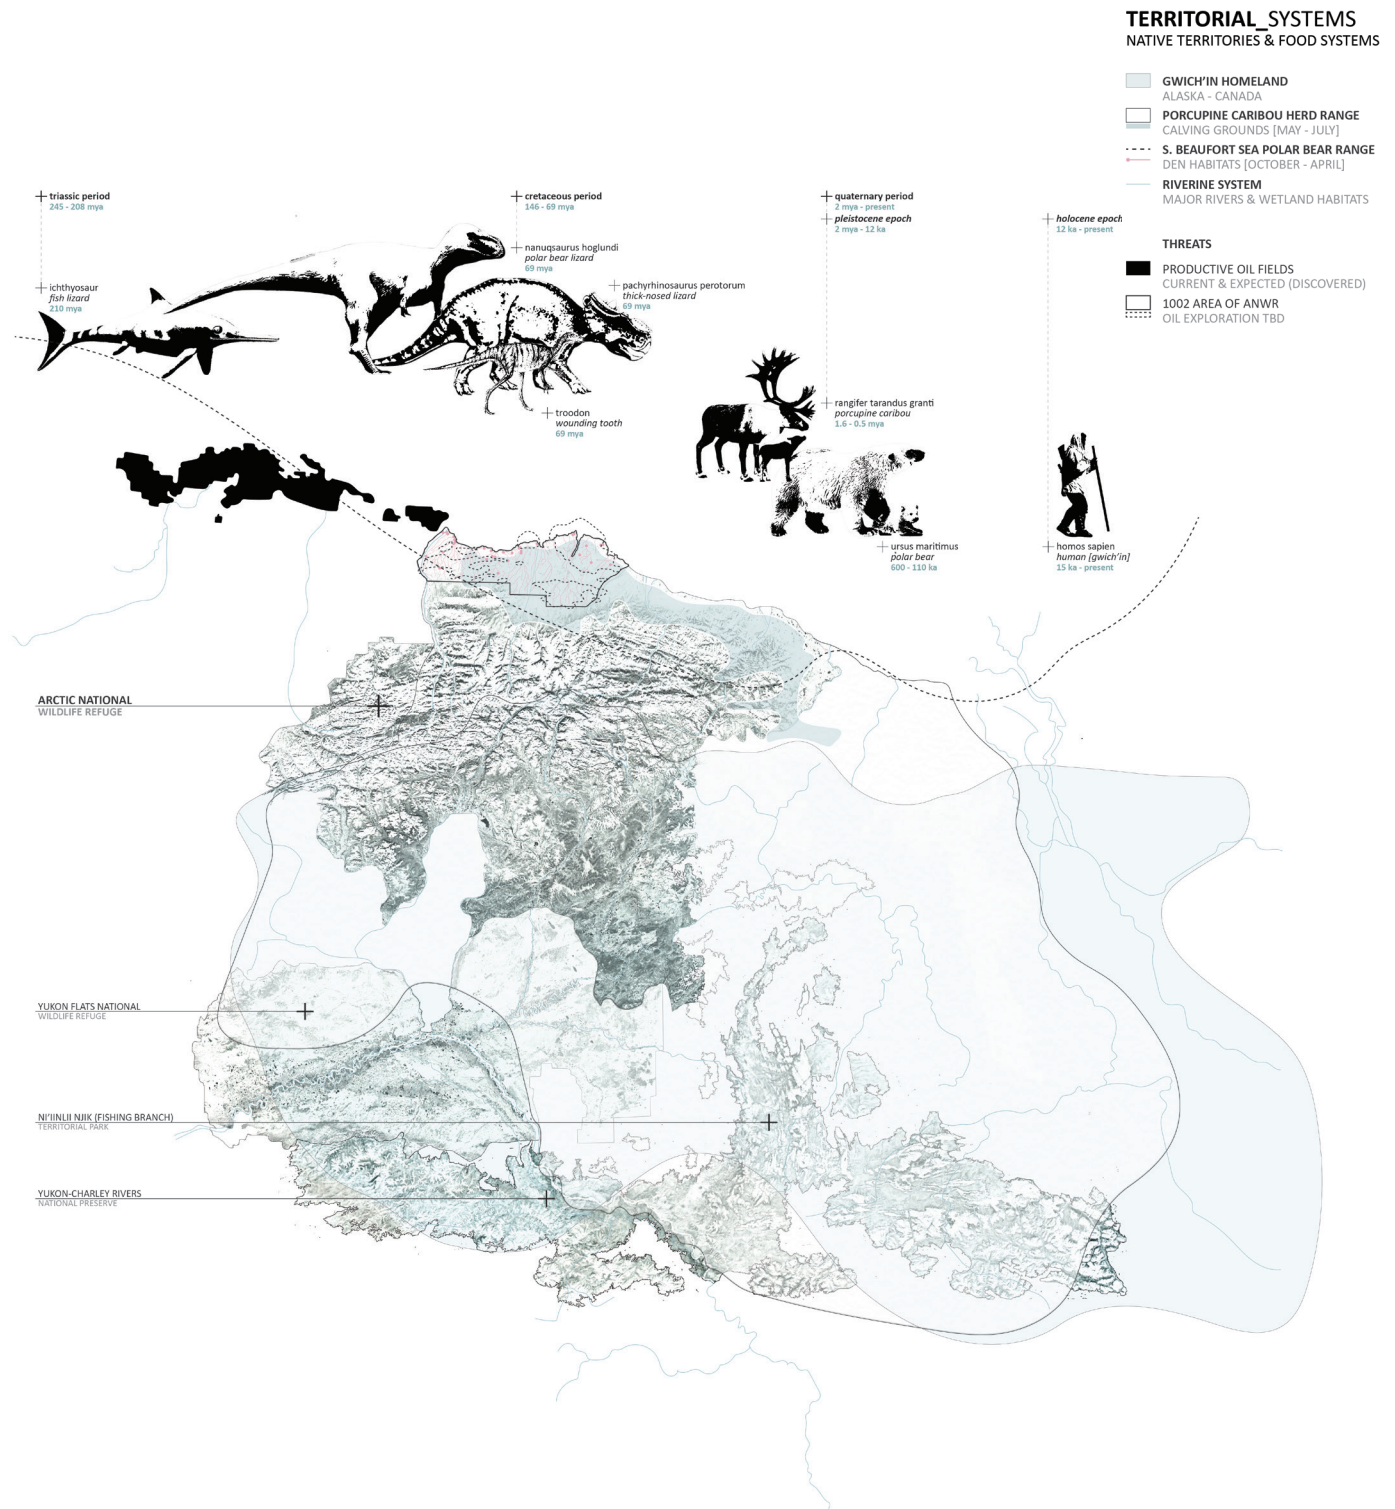 TERRITORIAL_SYSTEMS
NATIVE TERRITORIES & FOOD SYSTEMS
GWICH'IN HOMELAND
ALASKA - CANADA
PORCUPINE CARIBOU HERD RANGE
CALVING GROUNDS [MAY - JULY]
S. BEAUFORT SEA POLAR BEAR RANGE
DEN HABITATS [OCTOBER - APRIL]
RIVERINE SYSTEM
MAJOR RIVERS & WETLAND HABITATS
THREATS
PRODUCTIVE OIL FIELDS
CURRENT & EXPECTED (DISCOVERED)
1002 AREA OF ANWR
OIL EXPLORATION TBD
triassic period
245 - 208 mya
ichthyosaur
fish lizard
210 mya
cretaceous period
146 - 69 mya
nanuqsaurus hoglundi
polar bear lizard
69 mya
pachyrhinosaurus perotorum
thick-nosed lizard
69 mya
troodon
wounding tooth
69 mya
quaternary period
2 mya - present
pleistocene epoch
2 mya - 12 ka
rangifer tarandus granti
porcupine caribou
1.6 - 0.5 mya
ursus maritimus
polar bear
600 - 110 ka
holocene epoch
12 ka - present
homos sapien
human [gwich'in]
15 ka - present
ARCTIC NATIONAL
WILDLIFE REFUGE
YUKON FLATS NATIONAL
WILDLIFE REFUGE
NI'IINLII NJIK (FISHING BRANCH)
TERRITORIAL PARK
YUKON-CHARLEY RIVERS
NATIONAL PRESERVE